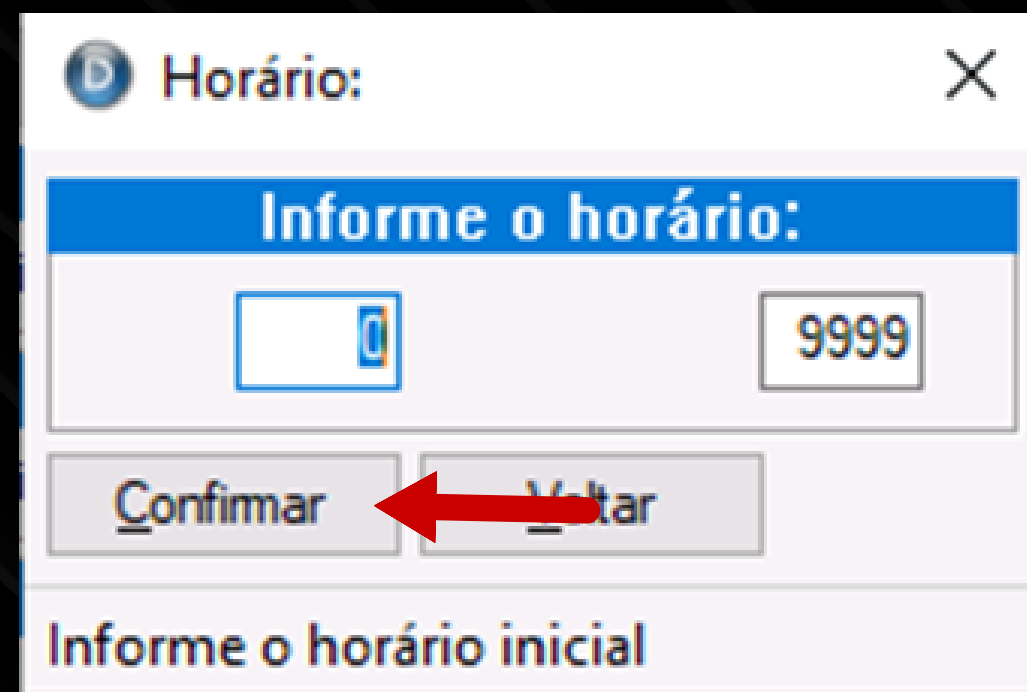 Horário:
Informe o horário:
0 9999
Confirmar Voltar
Informe o horário inicial